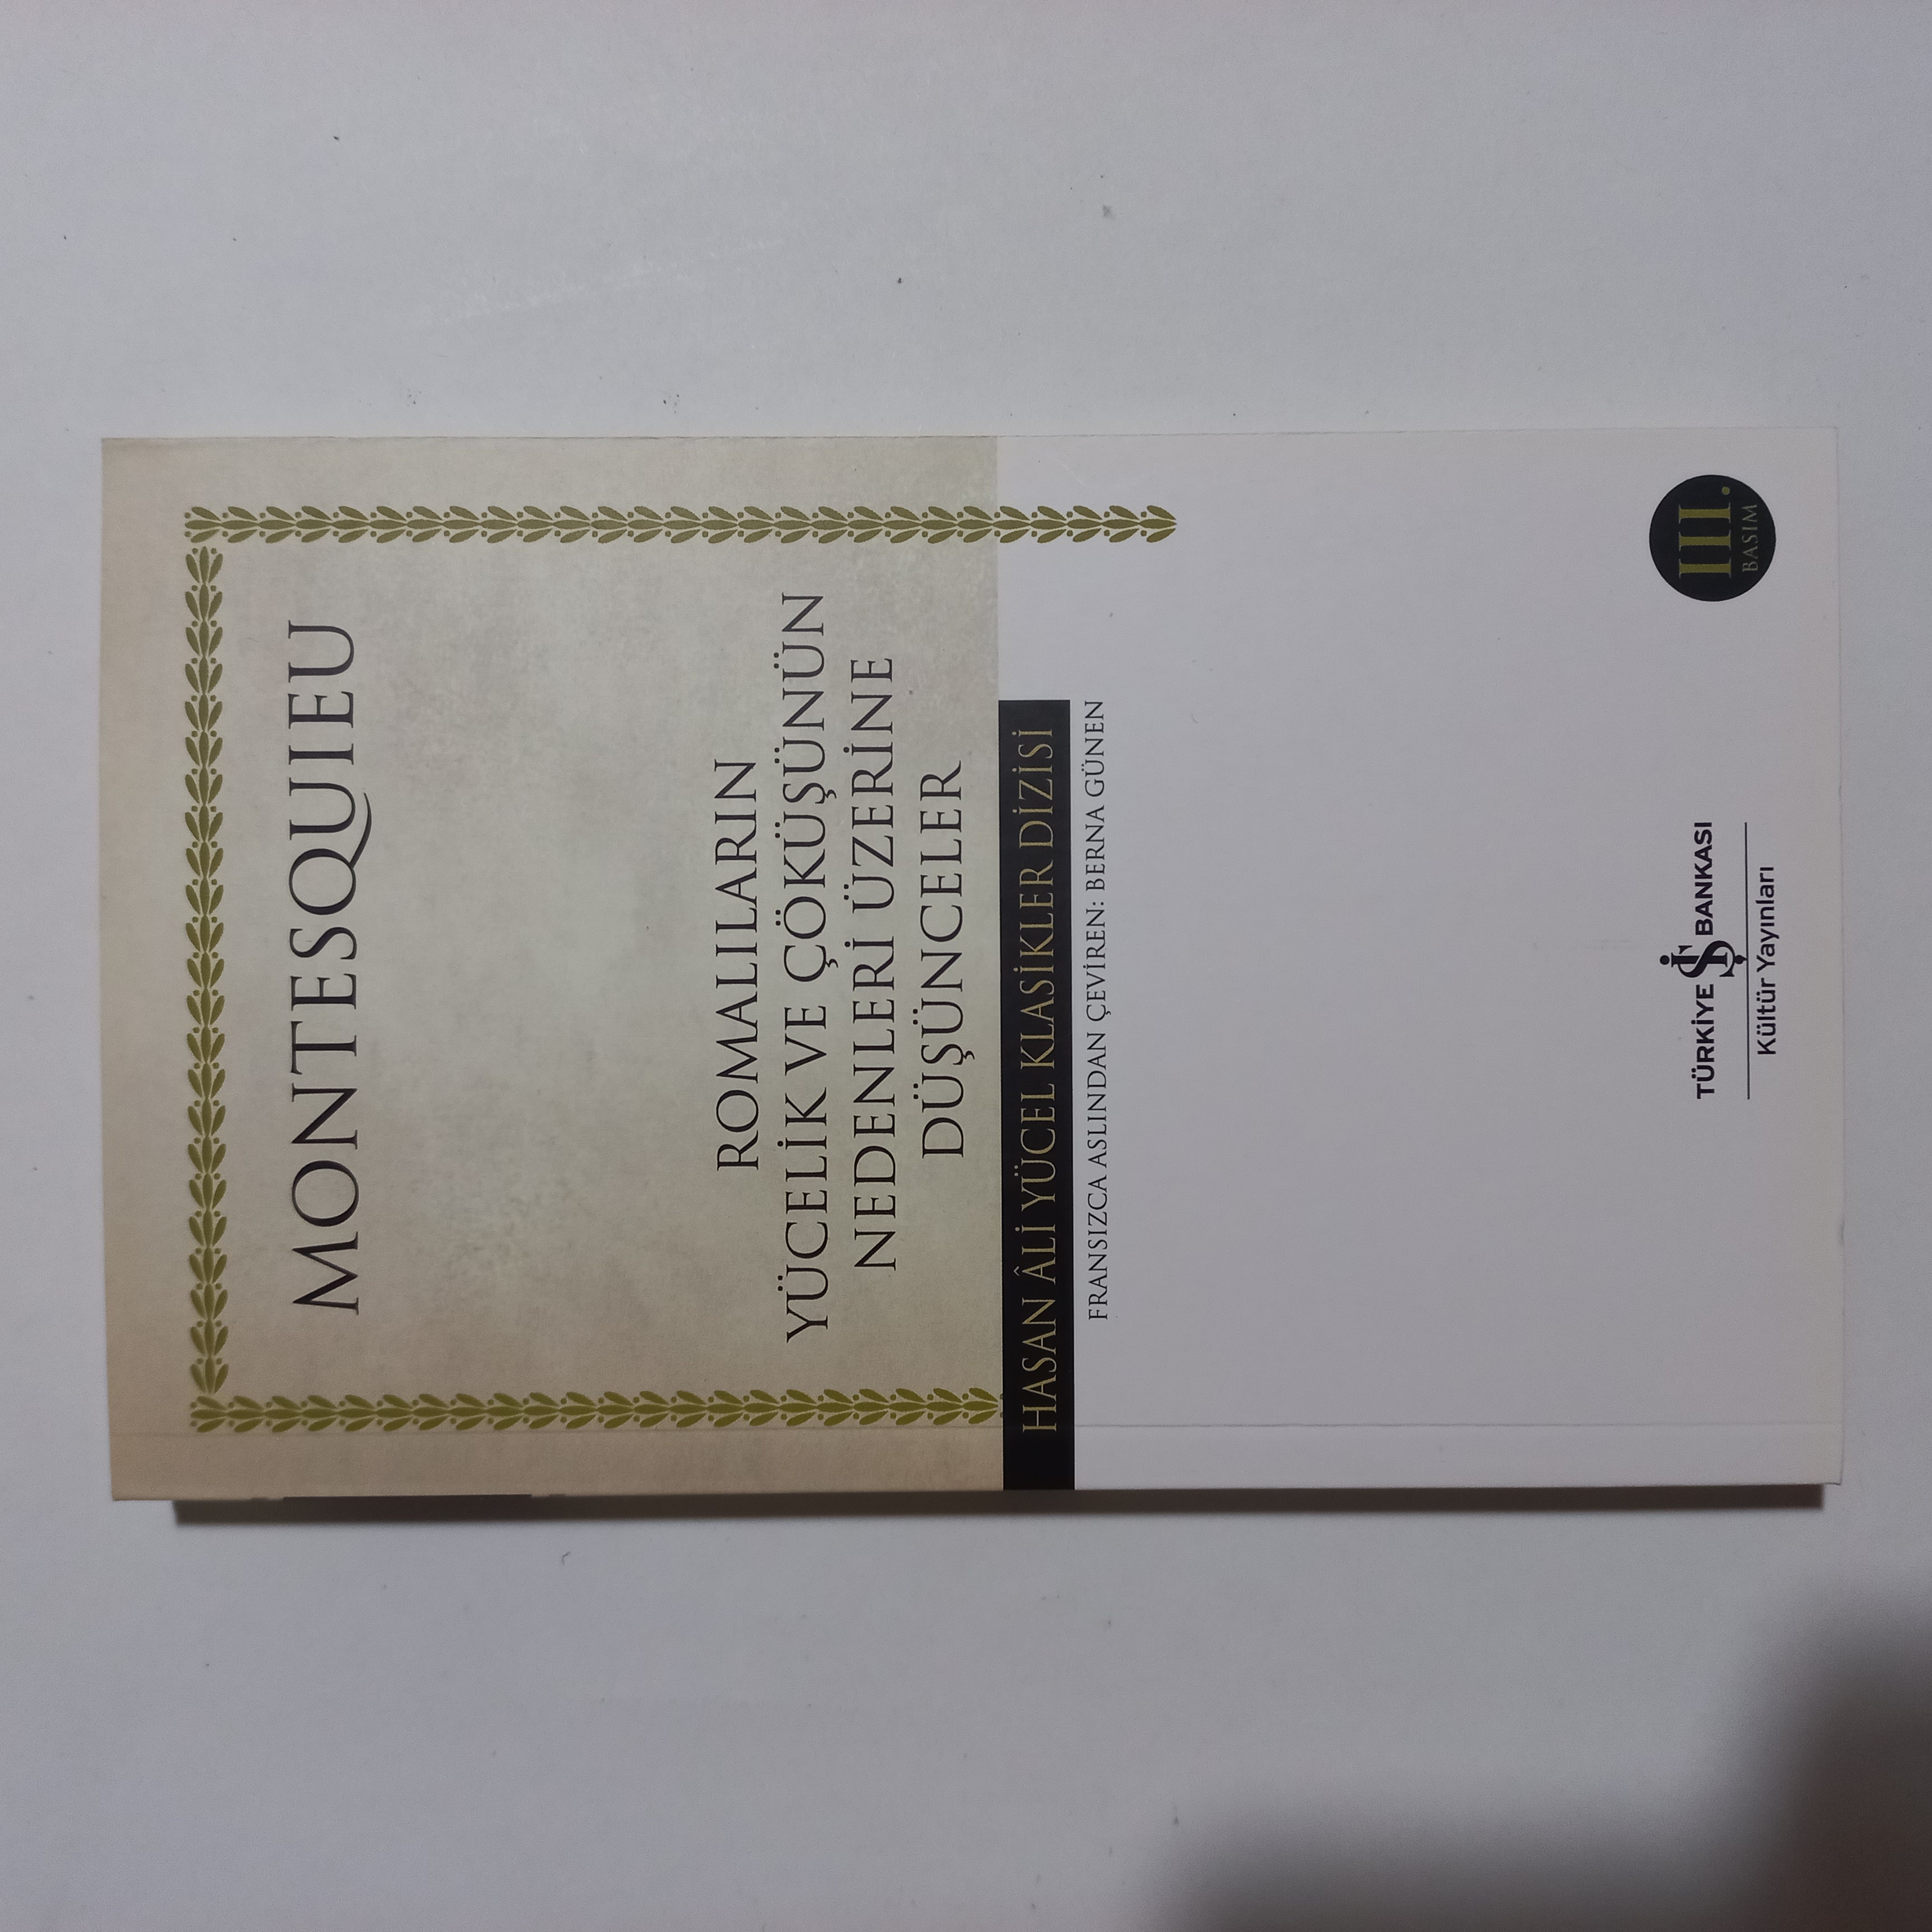 MONTESQUIEU
ROMALILARIN
YÜCELİK VE ÇÖKÜŞÜNÜN
NEDENLERİ ÜZERİNE
DÜŞÜNCELER
HASAN ÂLİ YÜCEL KLASİKLER DİZİSİ
FRANSIZCA ASLINDAN ÇEVİREN: BERNA GÜNEN
TÜRKİYE İŞ BANKASI
Kültür Yayınları
III.
BASIM